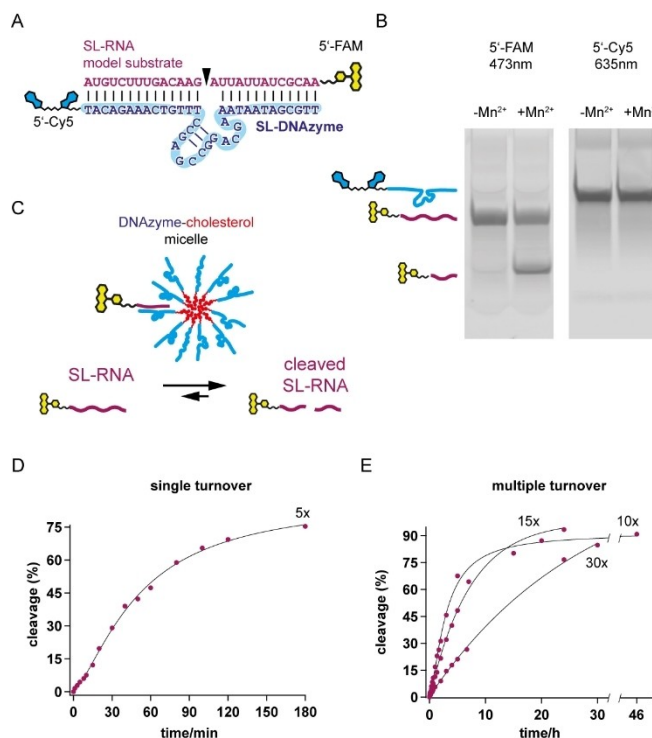 A
SL-RNA
model substrate
5'-FAM
AUGUCUUUGACAAG AUUAUUAUCGCAA
TACAGAAACTGTTT AATAATAGCGTT
5'-Cy5
SL-DNAzyme
C C G A G C C G A C A G
B
5'-FAM
473nm
5'-Cy5
635nm
-Mn²⁺ +Mn²⁺ -Mn²⁺ +Mn²⁺
C
DNAzyme-cholesterol
micelle
SL-RNA
cleaved
SL-RNA
D
single turnover
5x
cleavage (%)
75
60
45
30
15
0
0 30 60 90 120 150 180
time/min
E
multiple turnover
15x
10x
30x
cleavage (%)
90
75
60
45
30
15
0
0 10 20 30 46
time/h